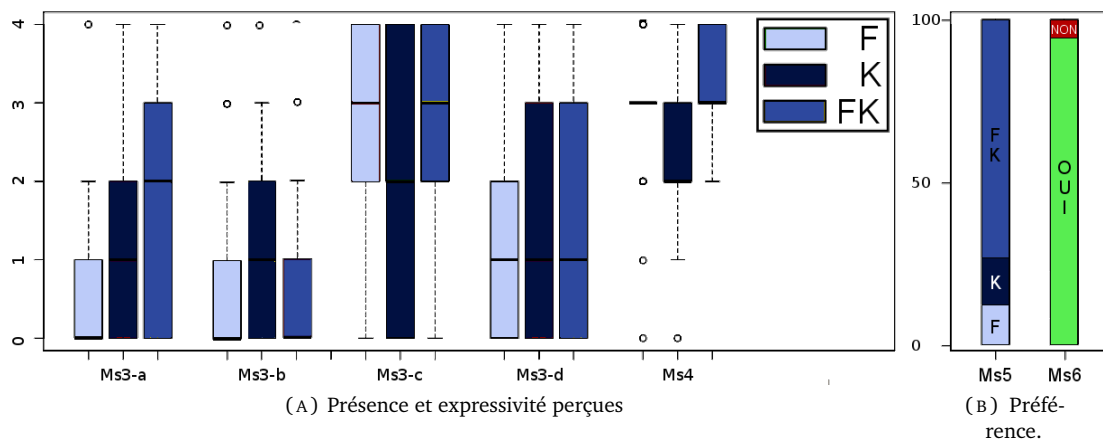 4
3
2
1
0
F
K
FK
Ms3-a
Ms3-b
Ms3-c
Ms3-d
Ms4
(A) Présence et expressivité perçues
100
50
0
NON
F
K
O
U
I
K
F
Ms5
Ms6
(B) Préfé-
rence.